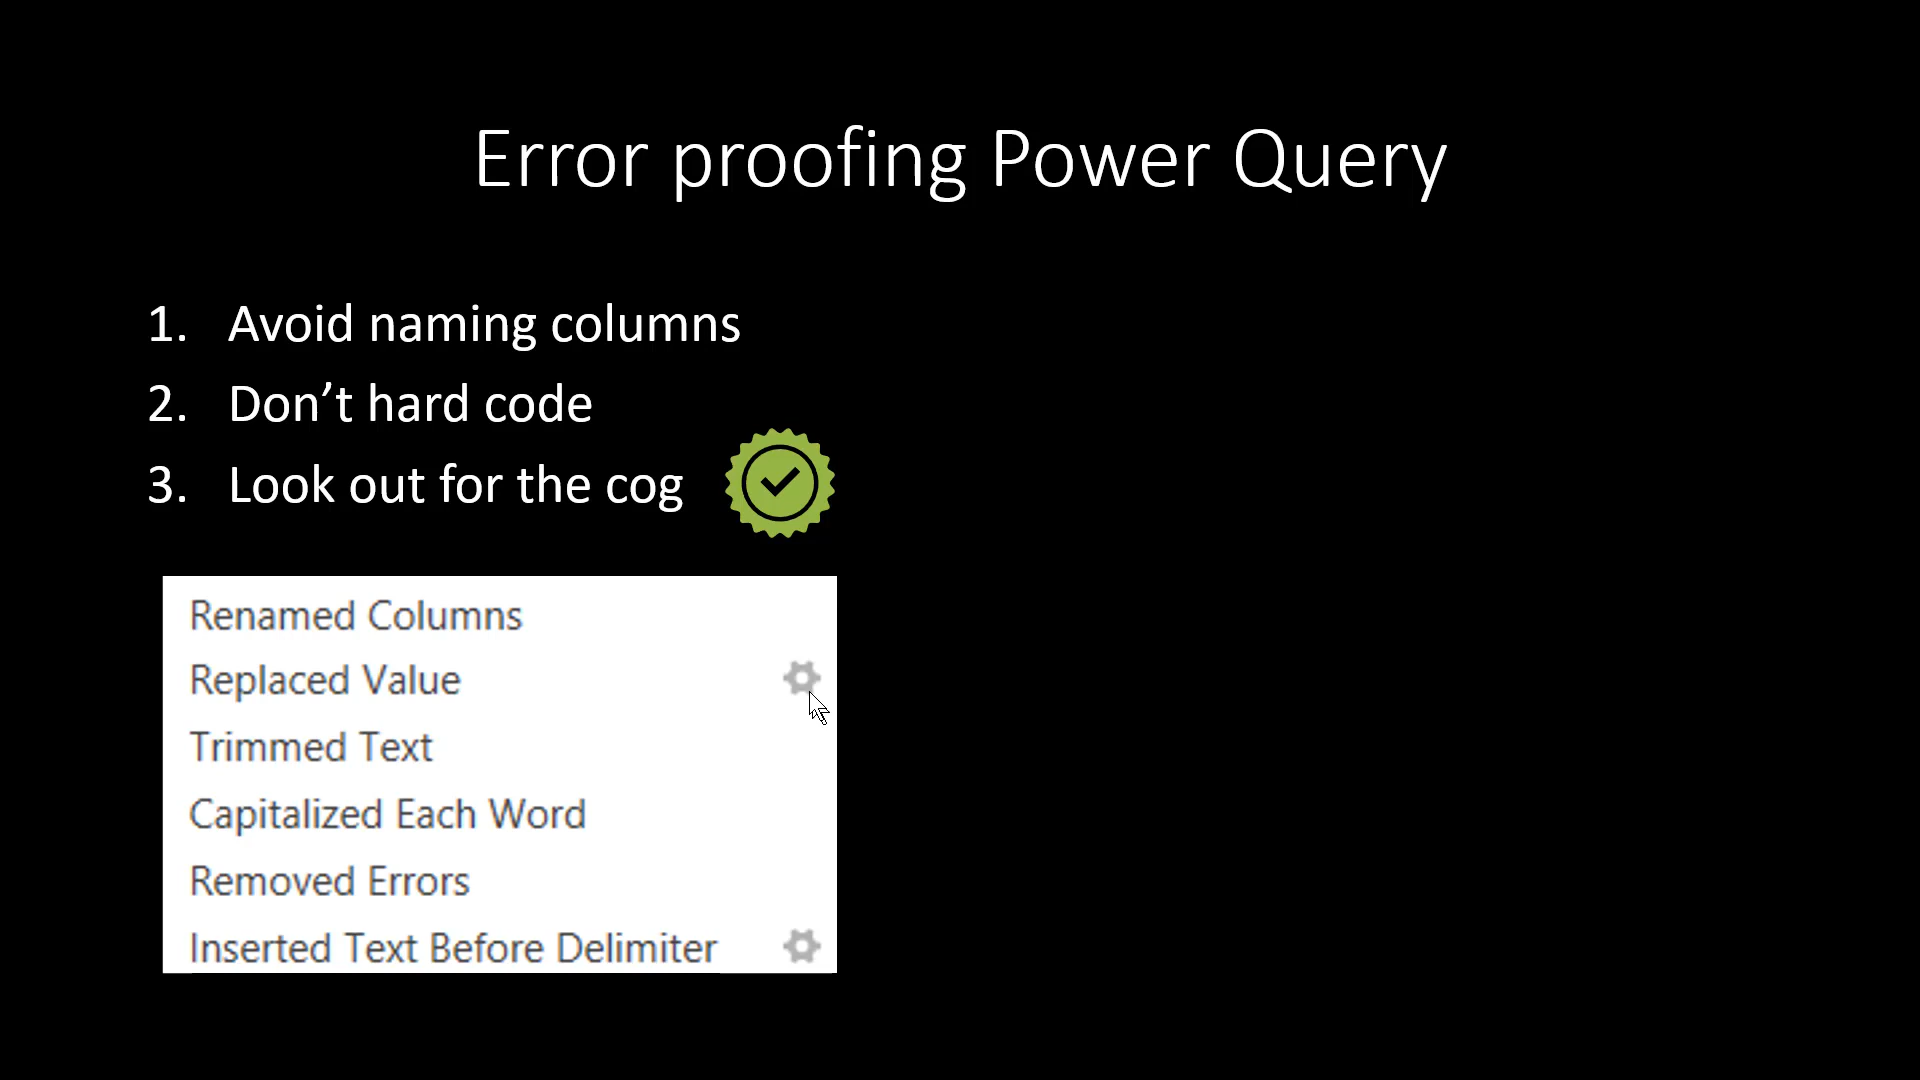 Error proofing Power Query
1. Avoid naming columns
2. Don’t hard code
3. Look out for the cog
Renamed Columns
Replaced Value
Trimmed Text
Capitalized Each Word
Removed Errors
Inserted Text Before Delimiter